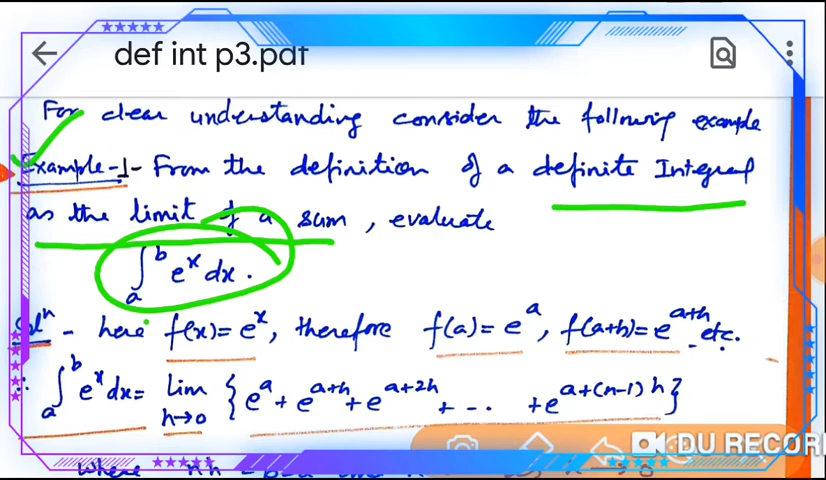 def int p3.pdf
For clear understanding consider the following example
Example-1- From the definition of a definite Integral
as the limit of a sum, evaluate
∫ₐᵇ eˣ dx.
Solⁿ - here f(x)= eˣ, therefore f(a)= eᵃ, f(a+h)= eᵃ⁺ʰ etc.
∴ ∫ₐᵇ eˣ dx = lim h→0 { eᵃ + eᵃ⁺ʰ + eᵃ⁺²ʰ + ... + e^(a+(n-1)h) }
DU RECOR
where nh = b-a